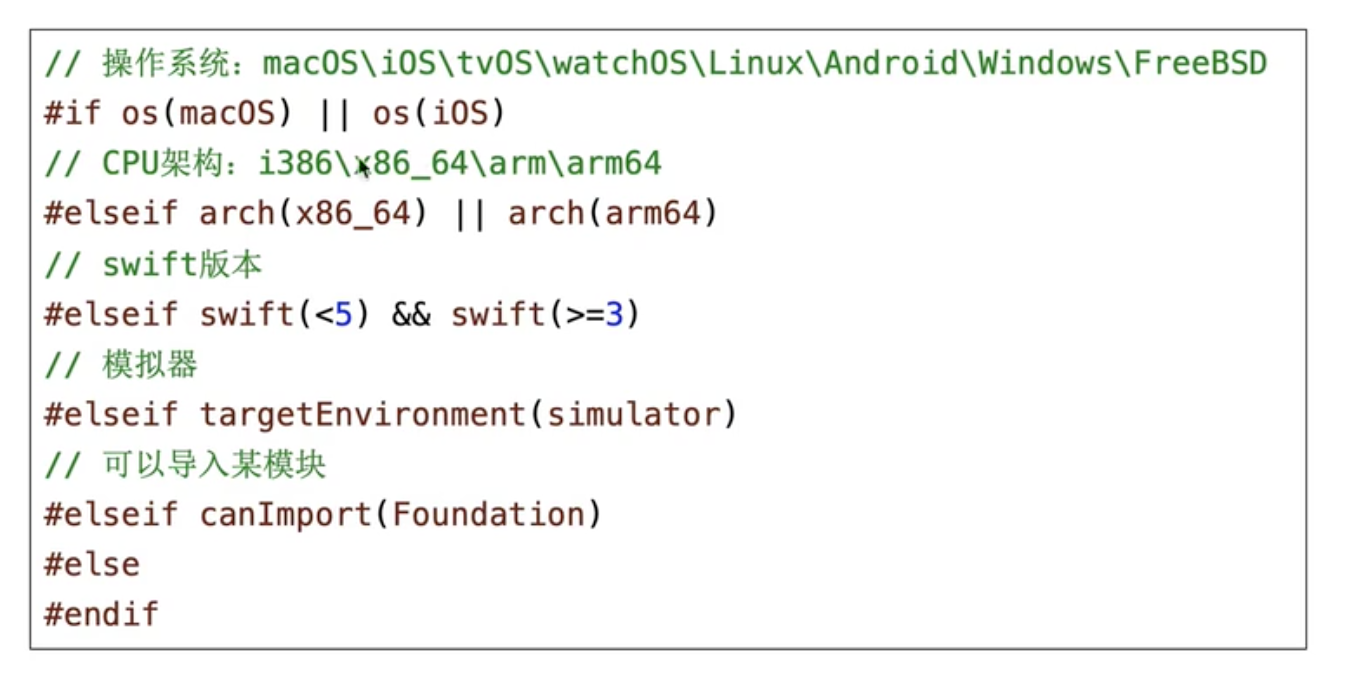 // 操作系统：macOS\iOS\tvOS\watchOS\Linux\Android\Windows\FreeBSD
#if os(macOS) || os(iOS)
// CPU架构：i386\x86_64\arm\arm64
#elseif arch(x86_64) || arch(arm64)
// swift版本
#elseif swift(<5) && swift(>=3)
// 模拟器
#elseif targetEnvironment(simulator)
// 可以导入某模块
#elseif canImport(Foundation)
#else
#endif